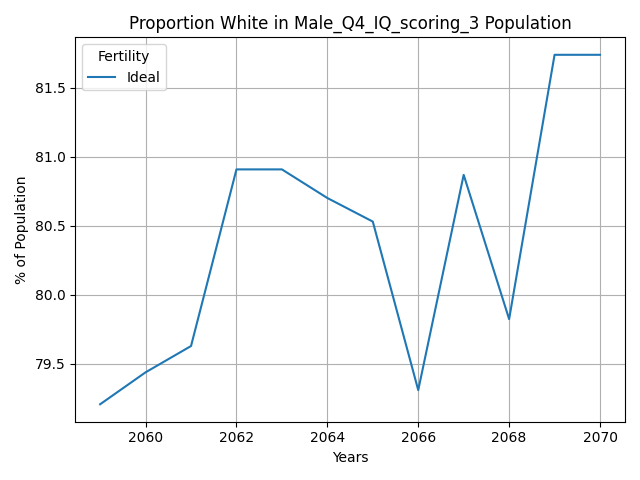 Proportion White in Male_Q4_IQ_scoring_3 Population
Fertility
Ideal
% of Population
81.5
81.0
80.5
80.0
79.5
2060
2062
2064
2066
2068
2070
Years